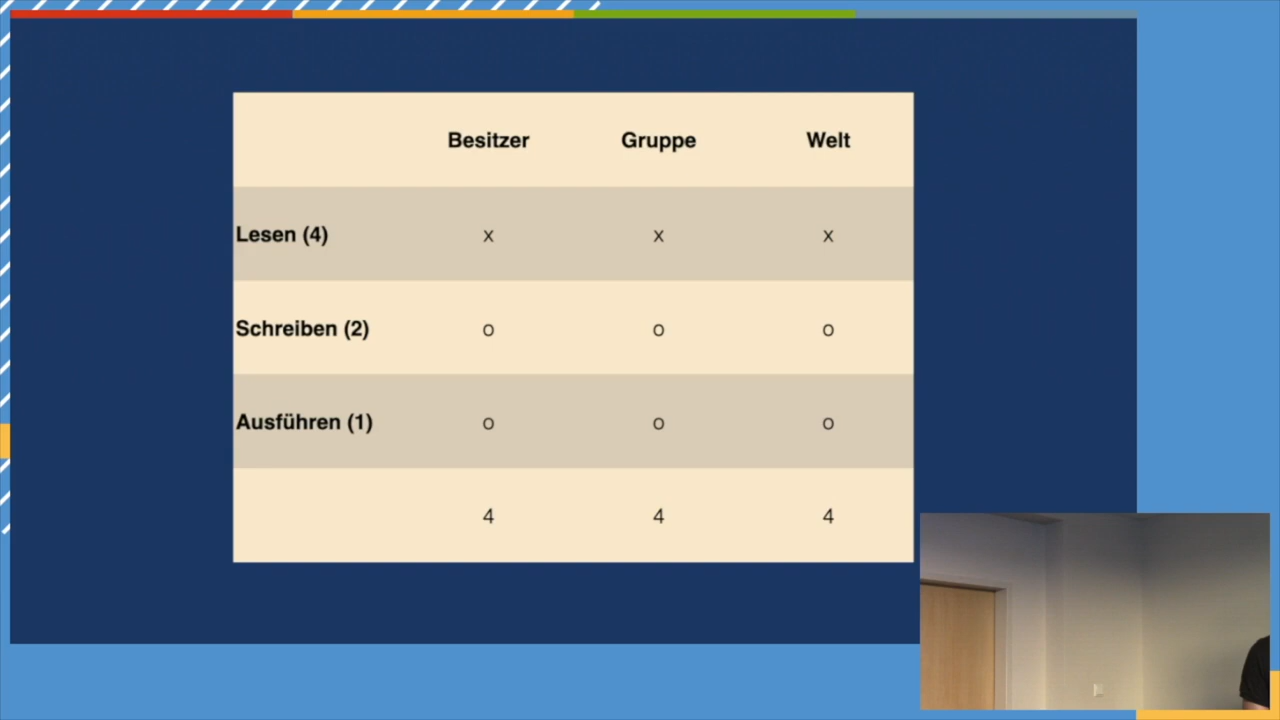 Besitzer Gruppe Welt
Lesen (4) x x x
Schreiben (2) o o o
Ausführen (1) o o o
4 4 4